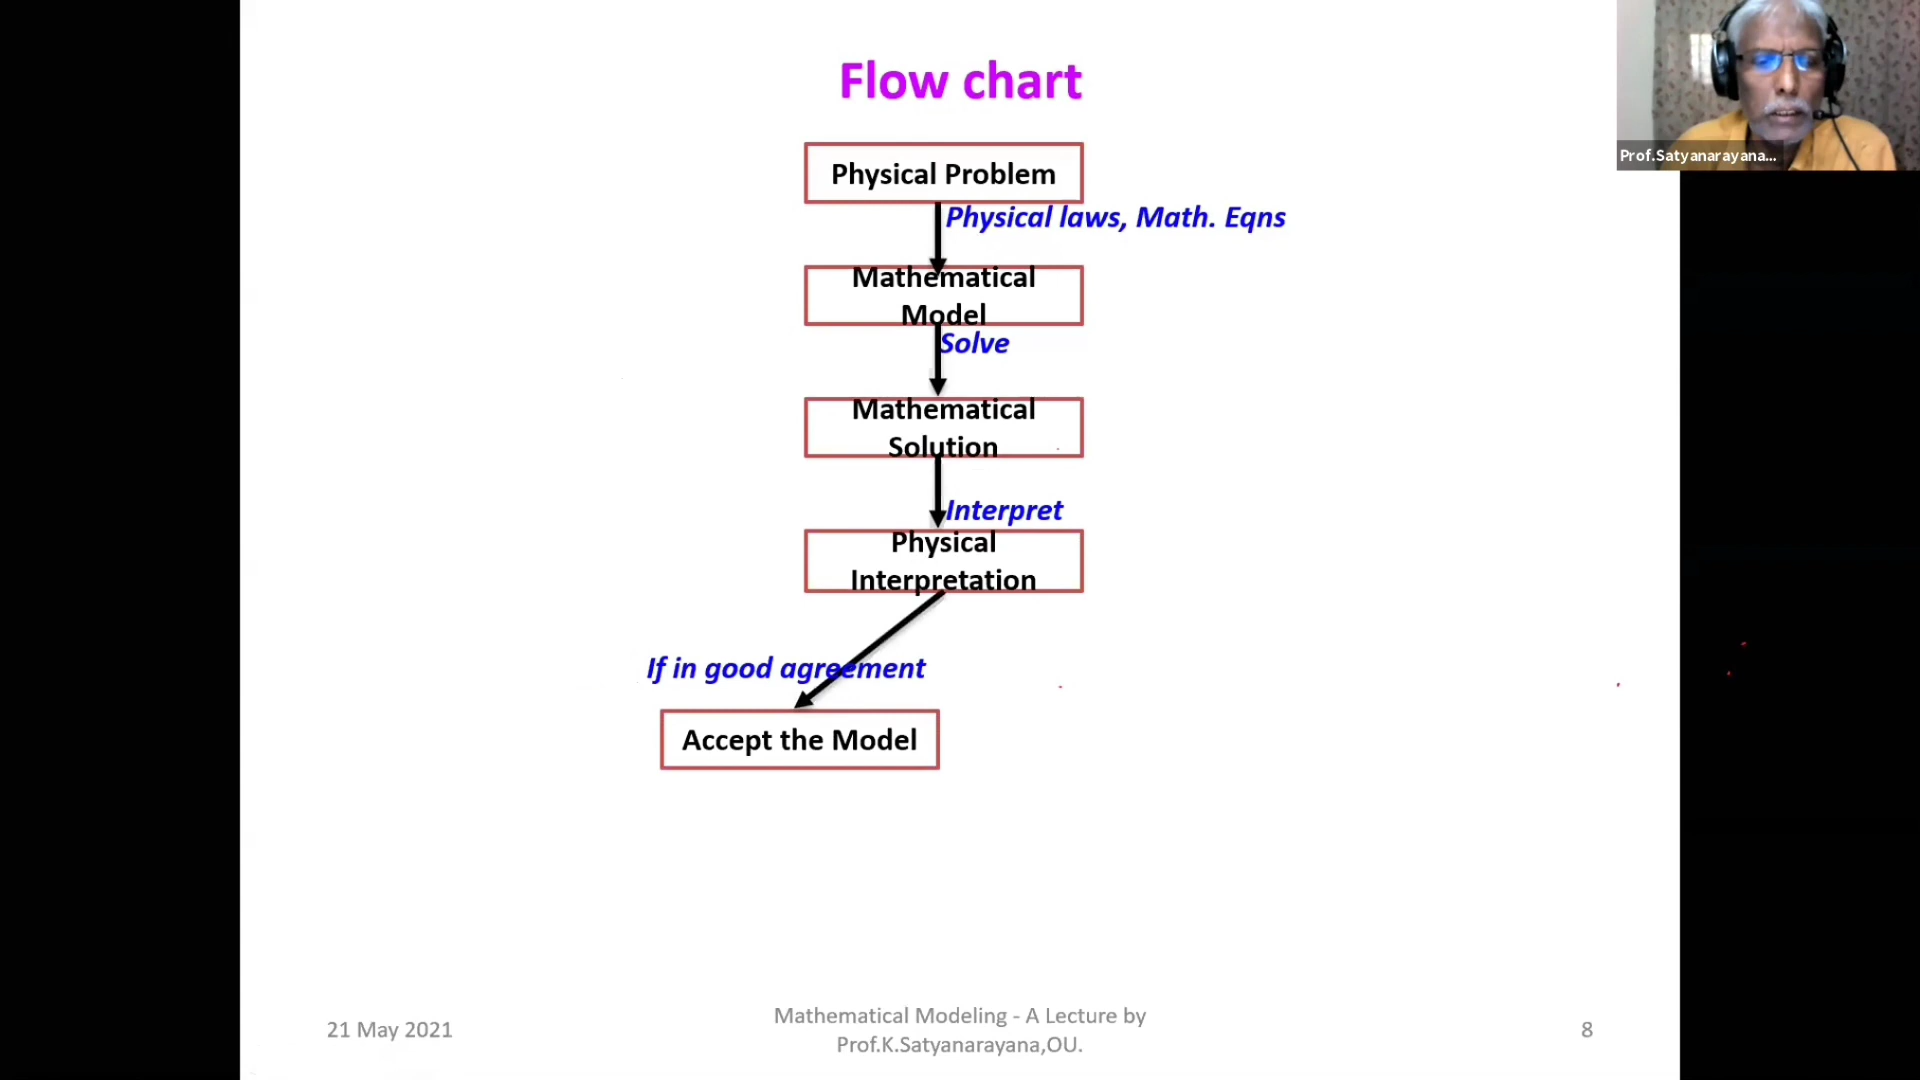 Flow chart
Prof.Satyanarayana...
Physical Problem
Physical laws, Math. Eqns
Mathematical
Model
Solve
Mathematical
Solution
Interpret
Physical
Interpretation
If in good agreement
Accept the Model
21 May 2021
Mathematical Modeling - A Lecture by
Prof.K.Satyanarayana,OU.
8